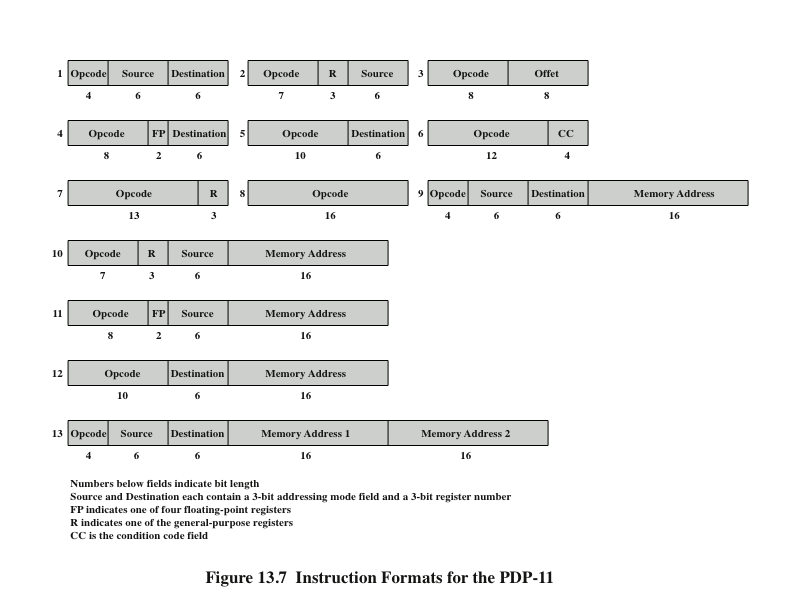 1 Opcode Source Destination 2 Opcode R Source 3 Opcode Offet
4 6 6 7 3 6 8 8
4 Opcode FP Destination 5 Opcode Destination 6 Opcode CC
8 2 6 10 6 12 4
7 Opcode R 8 Opcode 9 Opcode Source Destination Memory Address
13 3 16 4 6 6 16
10 Opcode R Source Memory Address
7 3 6 16
11 Opcode FP Source Memory Address
8 2 6 16
12 Opcode Destination Memory Address
10 6 16
13 Opcode Source Destination Memory Address 1 Memory Address 2
4 6 6 16 16
Numbers below fields indicate bit length
Source and Destination each contain a 3-bit addressing mode field and a 3-bit register number
FP indicates one of four floating-point registers
R indicates one of the general-purpose registers
CC is the condition code field
Figure 13.7 Instruction Formats for the PDP-11